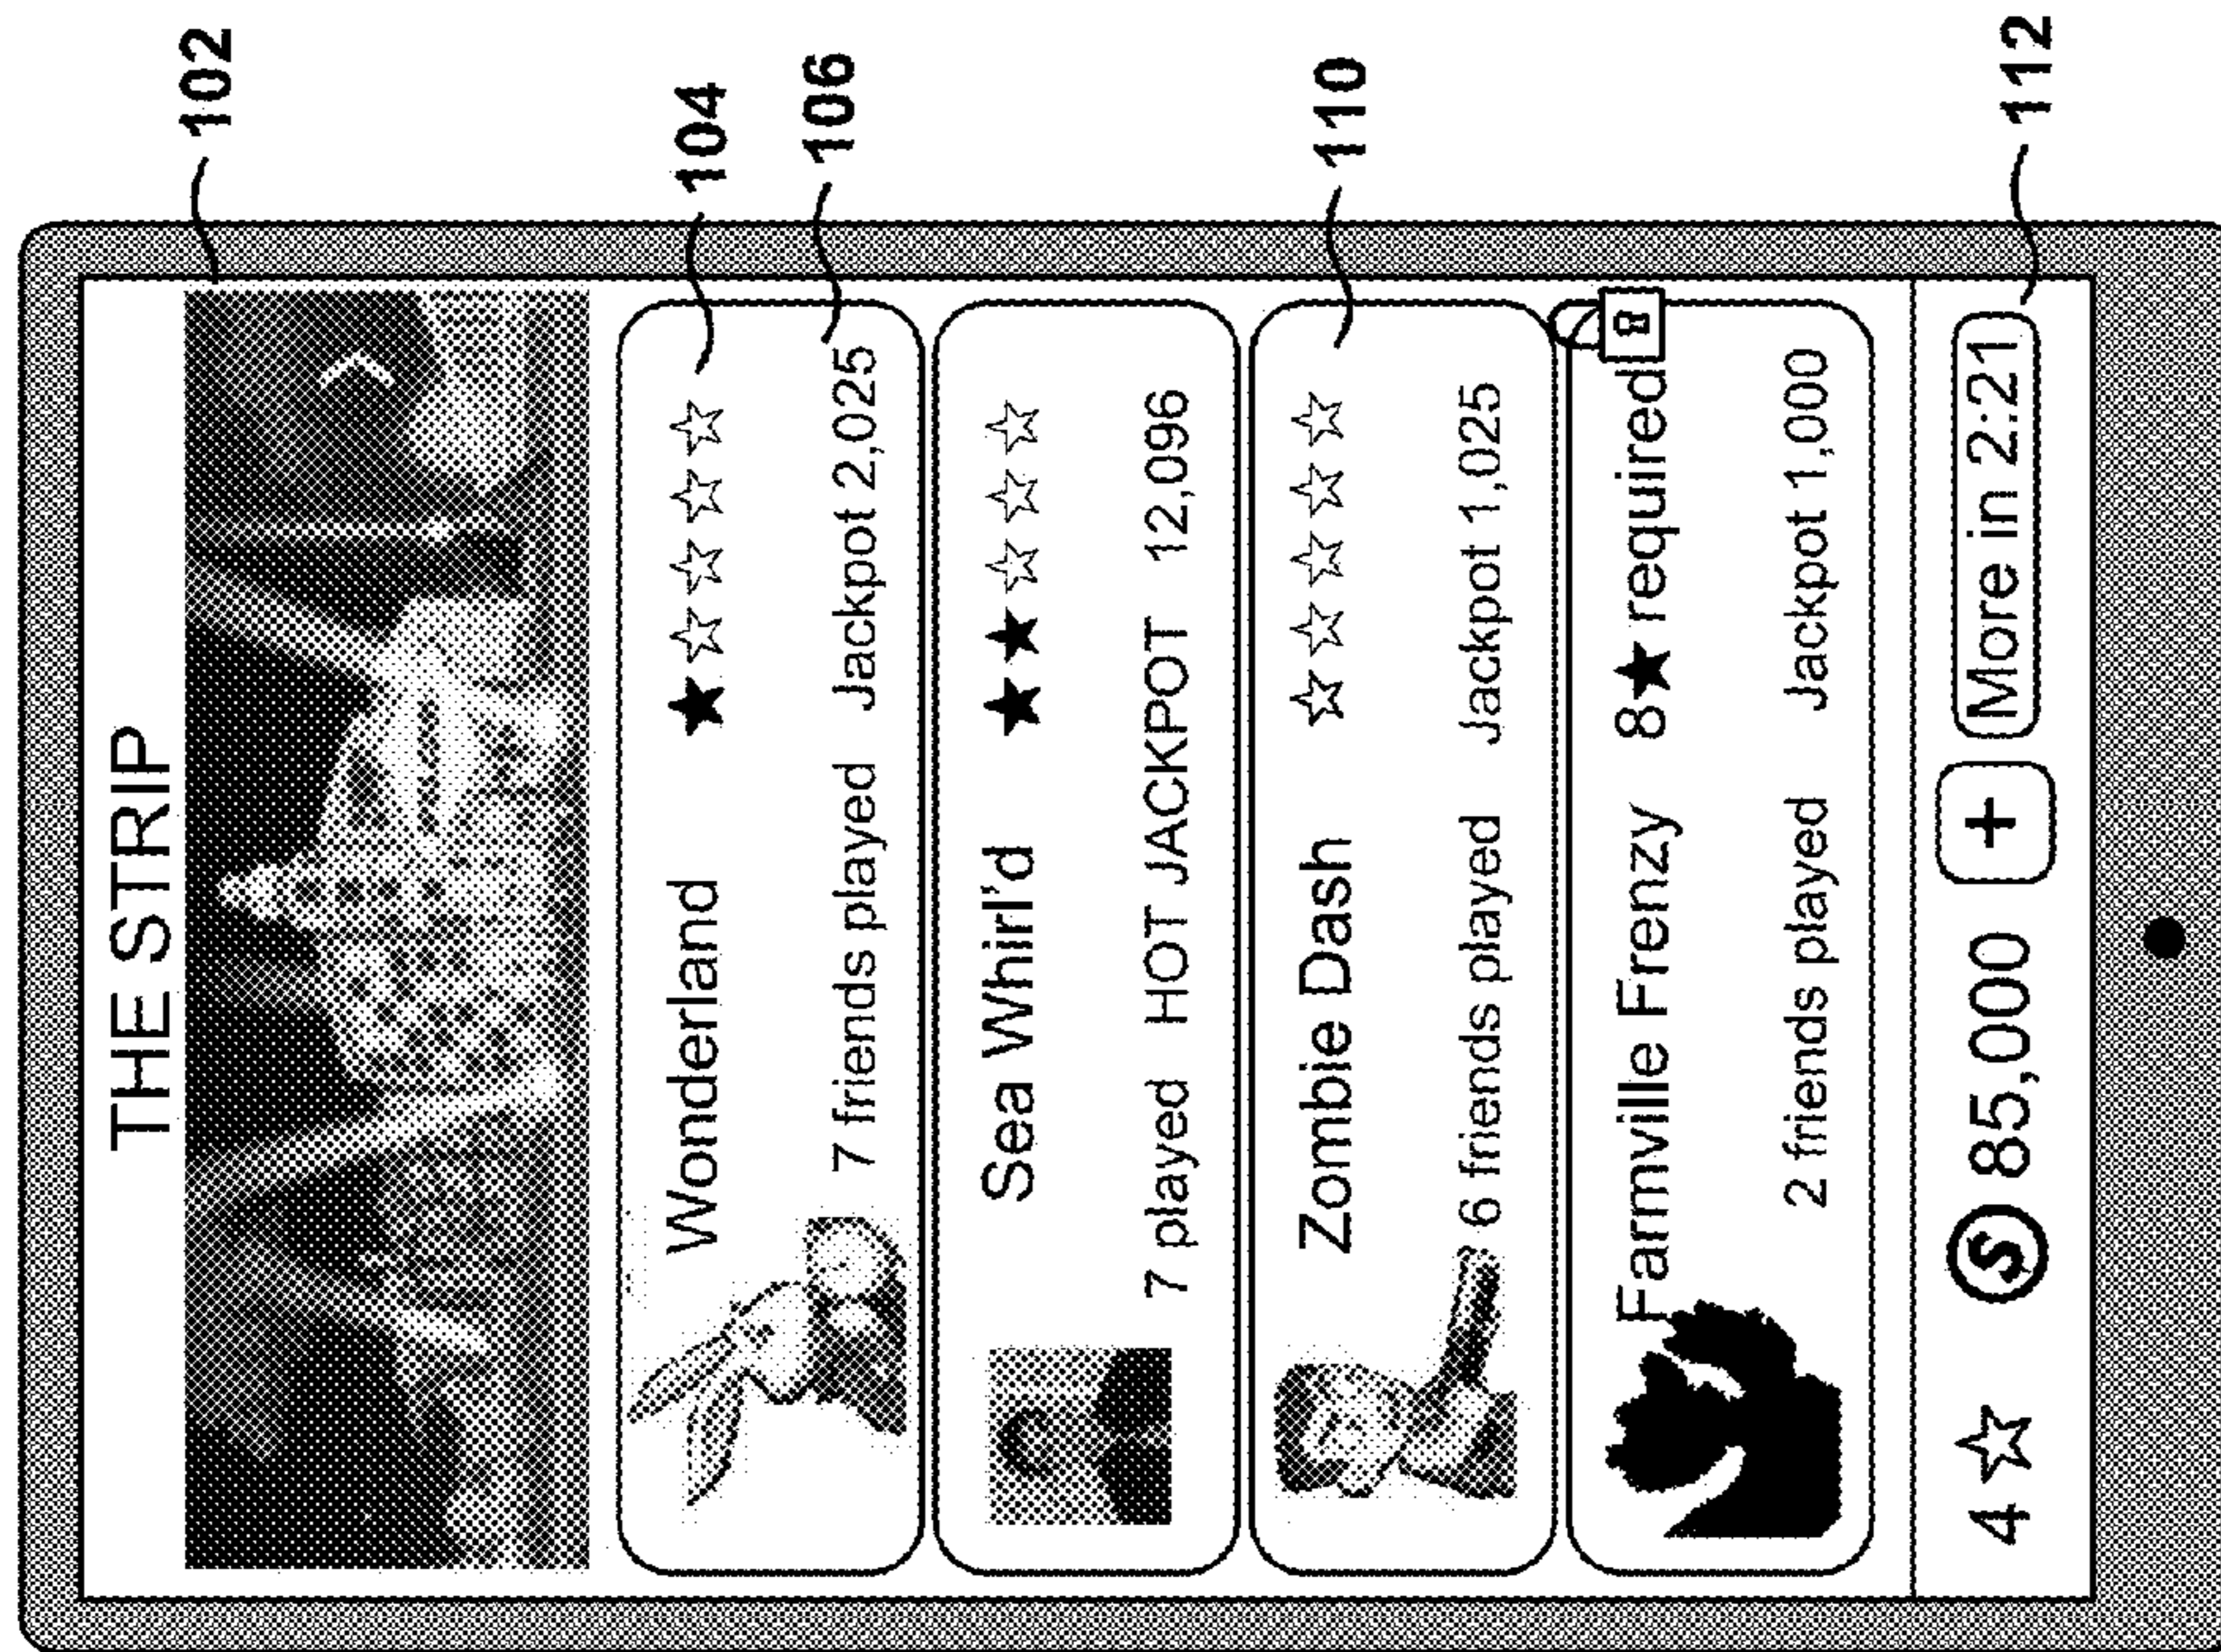 THE STRIP
102
Wonderland ★☆☆☆☆
104
7 friends played Jackpot 2,025
106
Sea Whirl'd ★★☆☆☆
7 played HOT JACKPOT 12,096
Zombie Dash ☆☆☆☆☆
110
6 friends played Jackpot 1,025
Farmville Frenzy 8★ required
2 friends played Jackpot 1,000
4 ☆ S 85,000 + More in 2:21
112